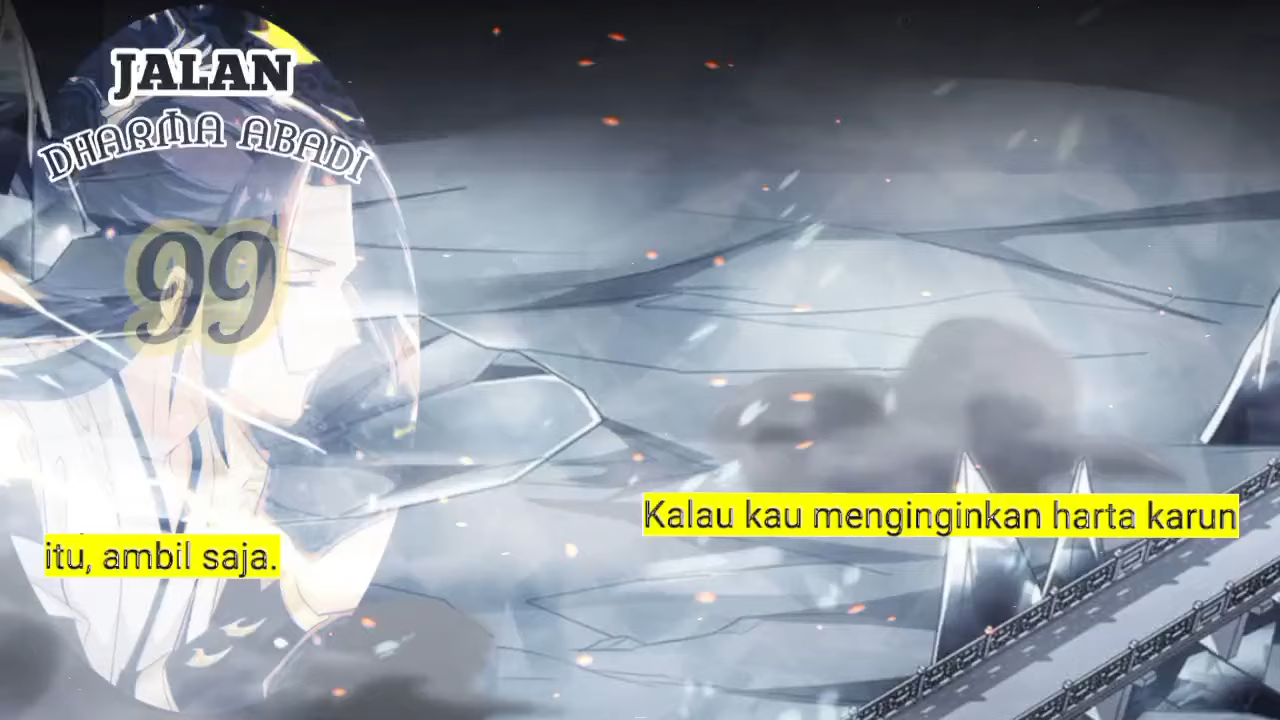 JALAN
DHARMA ABADI
99
Kalau kau menginginkan harta karun
itu, ambil saja.